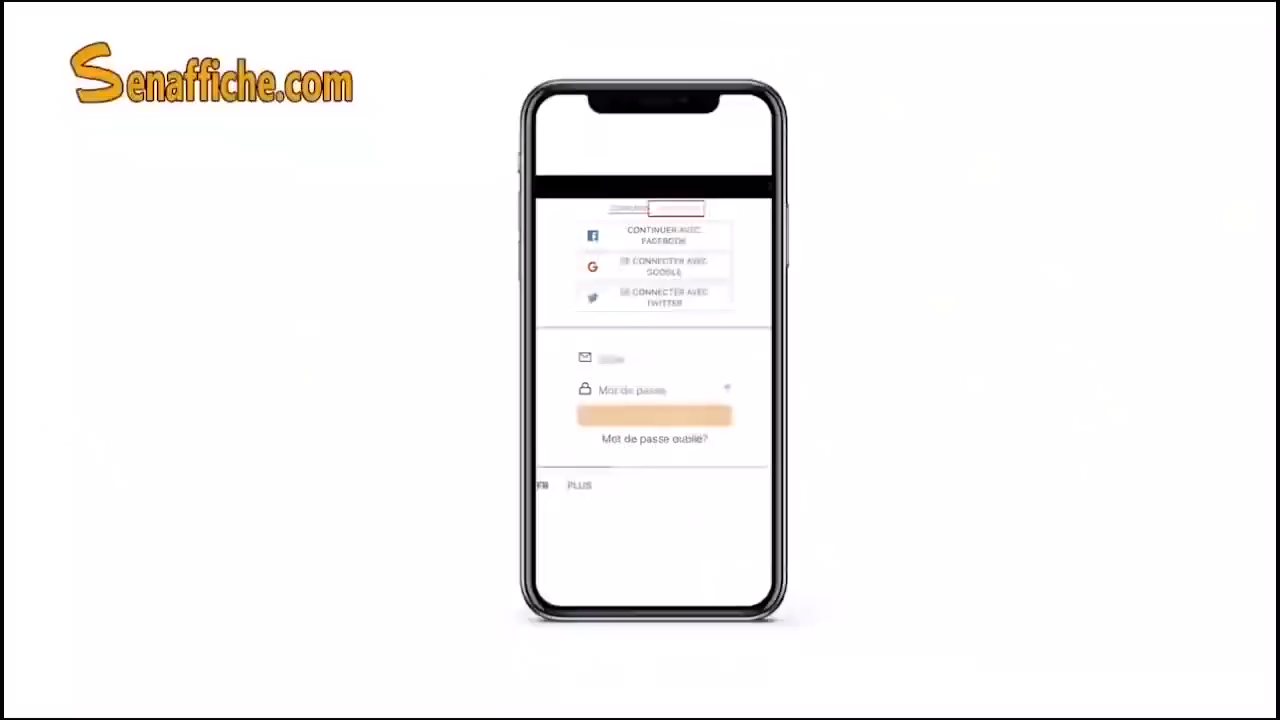 Senaffiche.com
CONTINUER AVEC
FACEBOOK
SE CONNECTER AVEC
GOOGLE
SE CONNECTER AVEC
TWITTER
Mot de passe
Mot de passe oublié?
FR PLUS